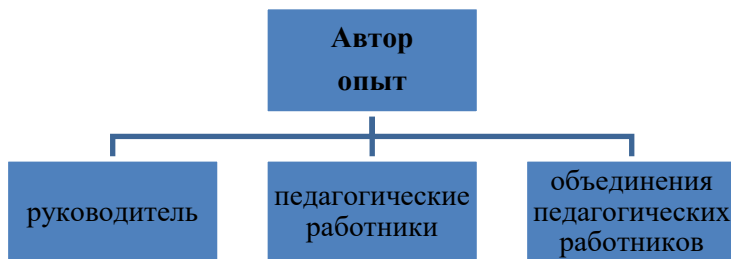 Автор
опыт
руководитель
педагогические
работники
объединения
педагогических
работников